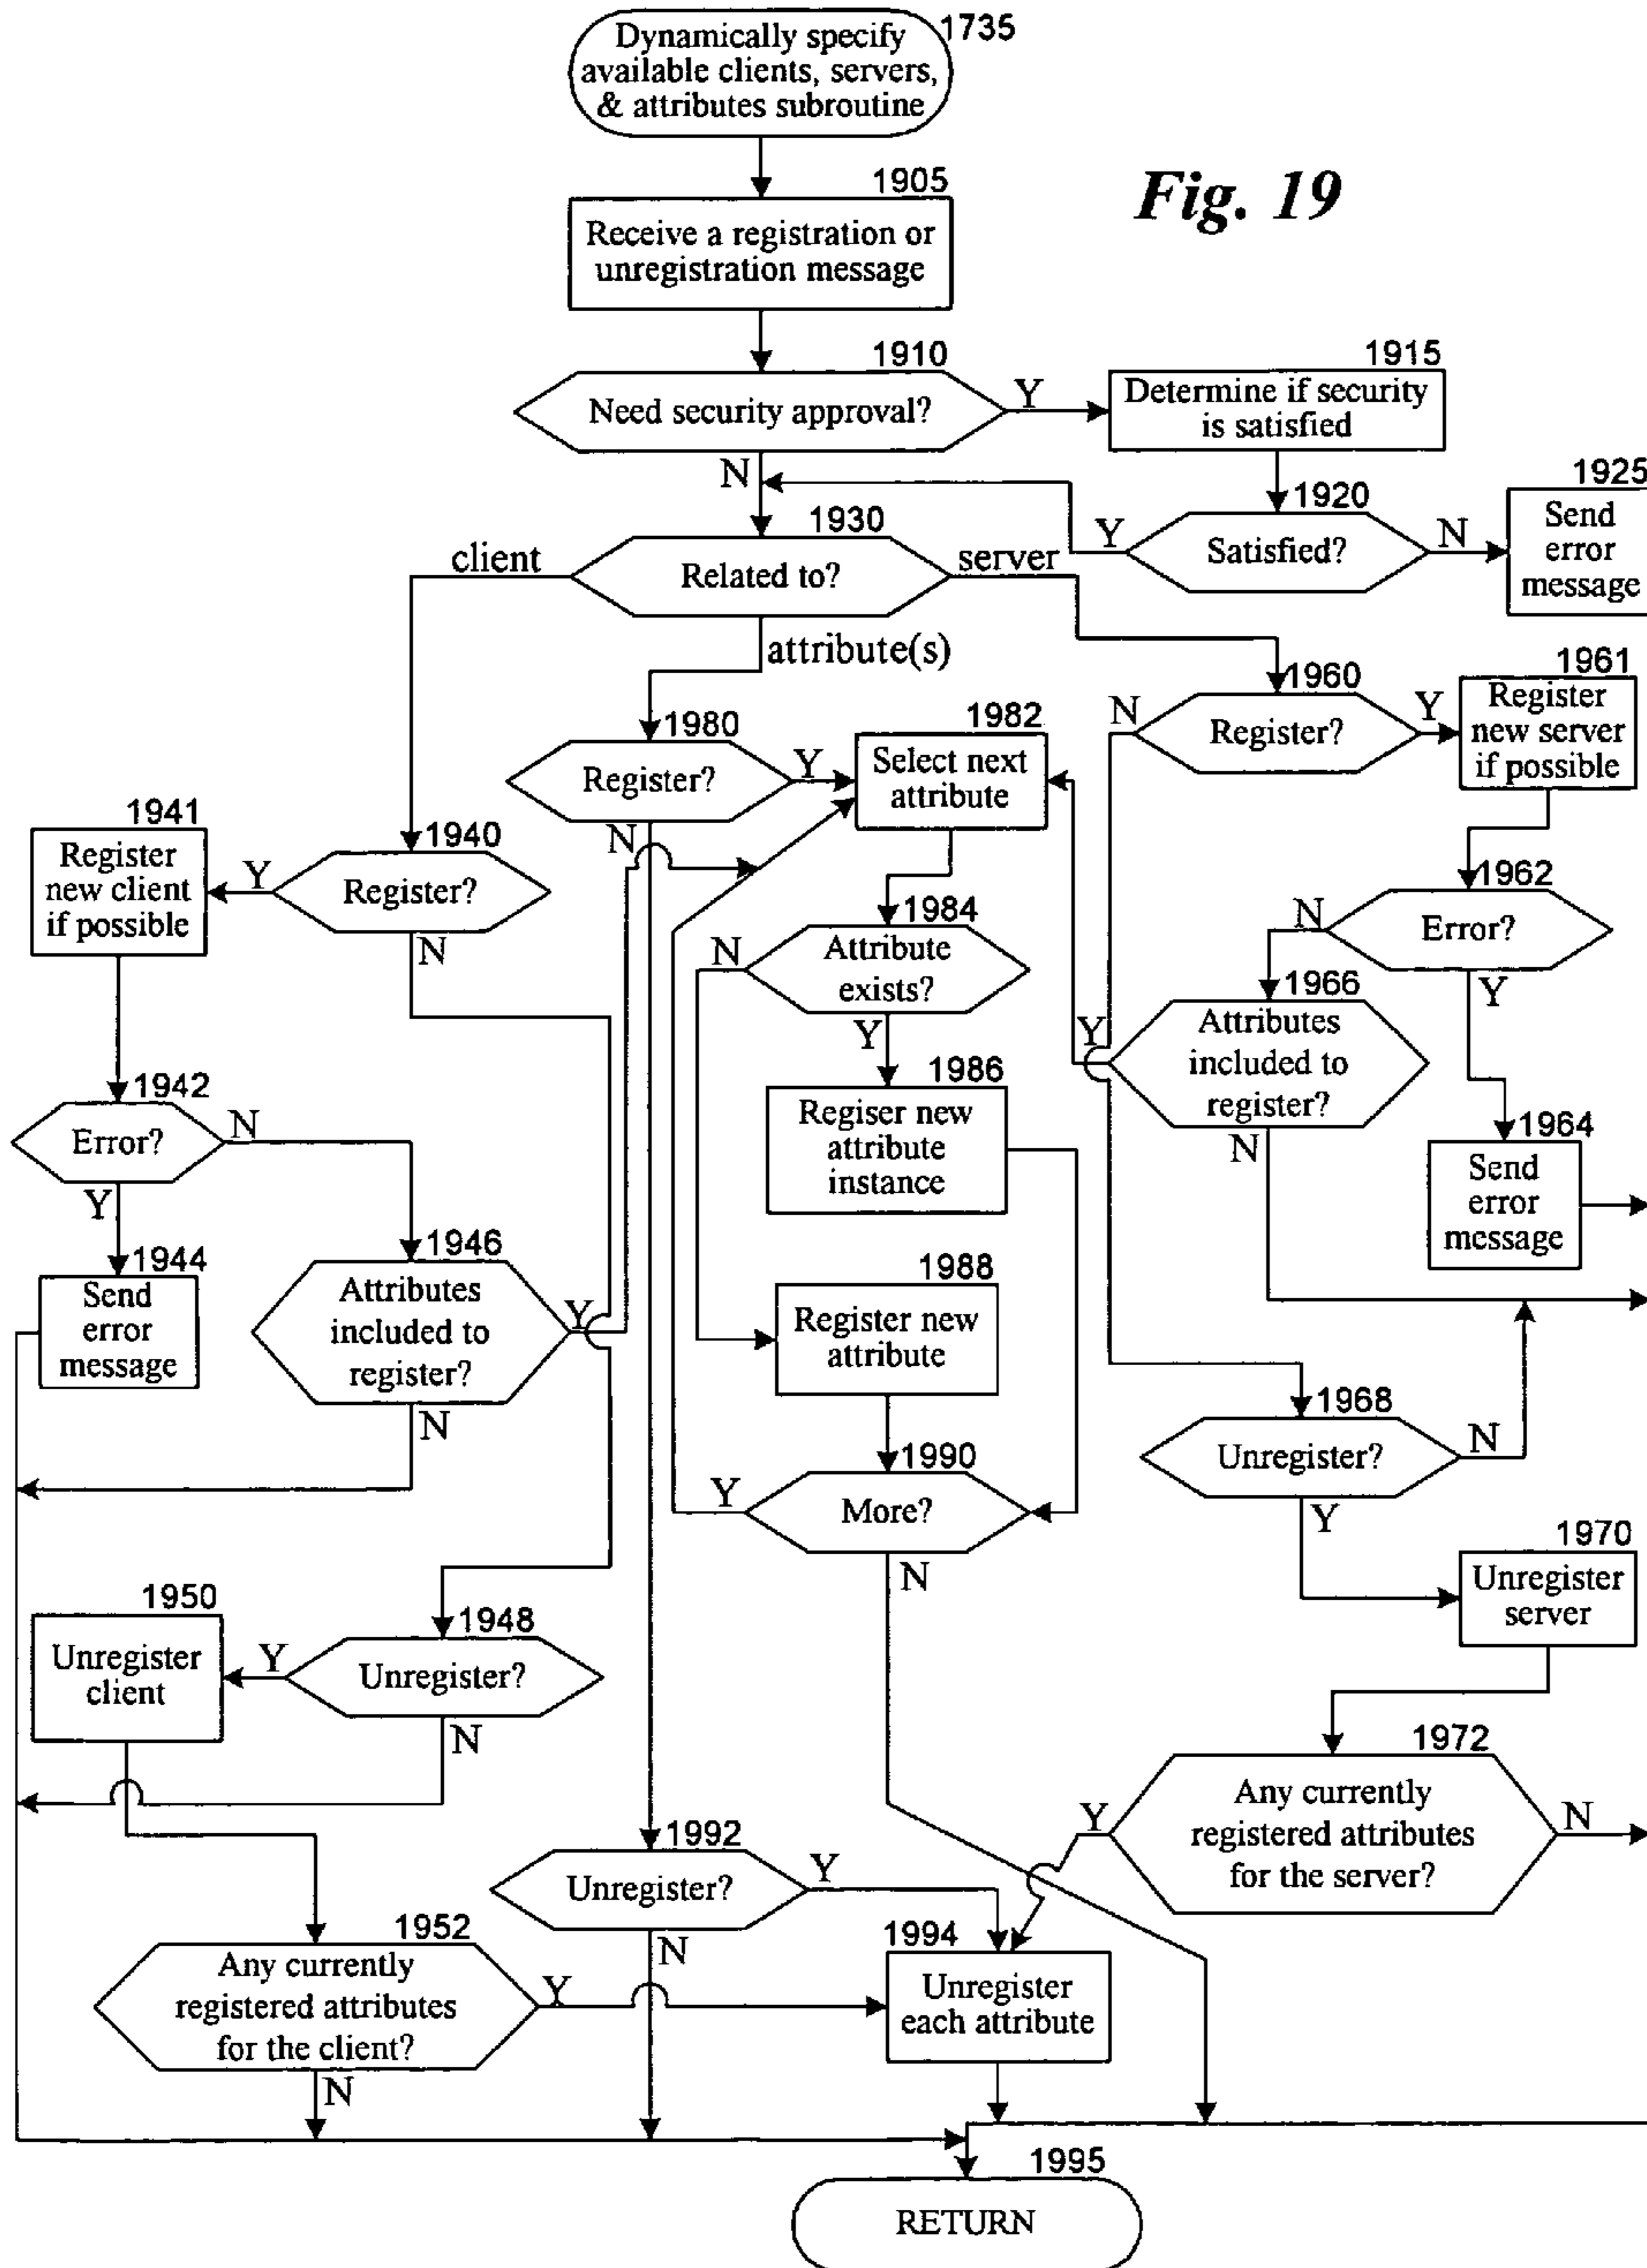 1735
Dynamically specify
available clients, servers,
& attributes subroutine
Fig. 19
1905
Receive a registration or
unregistration message
1910
Need security approval?
Y
N
1915
Determine if security
is satisfied
1920
Satisfied?
Y
N
1925
Send
error
message
1930
Related to?
client
server
attribute(s)
1960
Register?
N
Y
1961
Register
new server
if possible
1980
Register?
Y
N
1982
Select next
attribute
1941
Register
new client
if possible
1940
Register?
Y
N
1962
Error?
N
Y
1984
Attribute
exists?
N
Y
1966
Attributes
included to
register?
Y
N
1942
Error?
N
Y
1986
Regiser new
attribute
instance
1964
Send
error
message
1944
Send
error
message
1946
Attributes
included to
register?
Y
N
1988
Register new
attribute
1968
Unregister?
N
Y
1990
More?
Y
N
1970
Unregister
server
1950
Unregister
client
1948
Unregister?
Y
N
1972
Any currently
registered attributes
for the server?
Y
N
1992
Unregister?
Y
N
1952
Any currently
registered attributes
for the client?
Y
N
1994
Unregister
each attribute
1995
RETURN